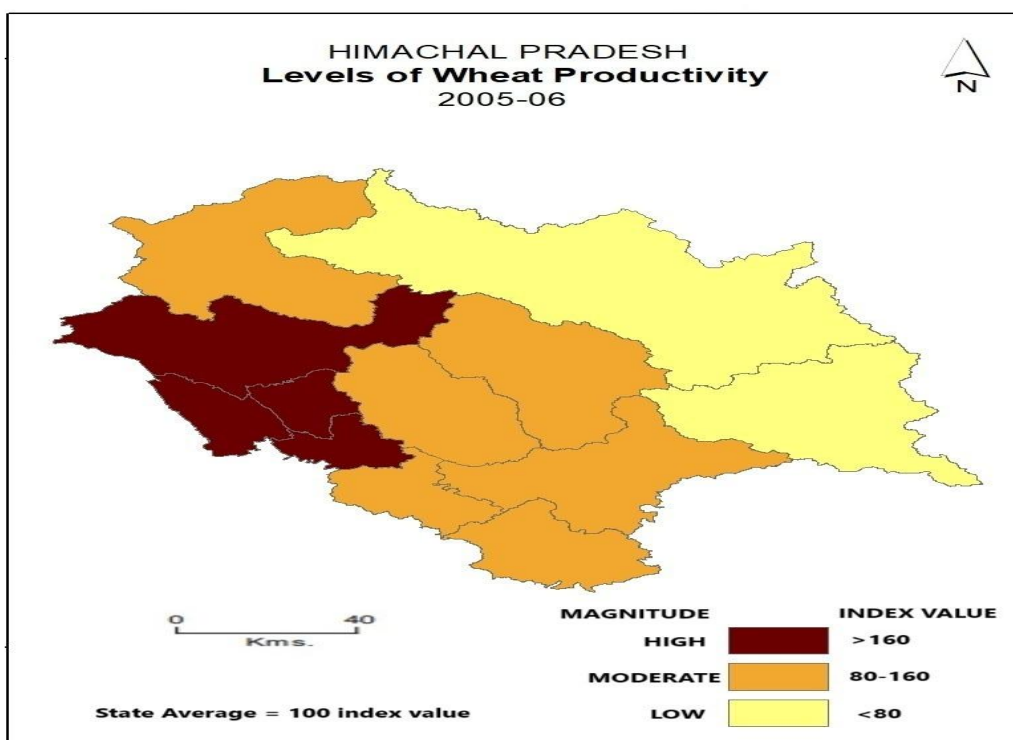 HIMACHAL PRADESH
Levels of Wheat Productivity
2005-06
N
0 40
Kms.
MAGNITUDE INDEX VALUE
HIGH >160
MODERATE 80-160
LOW <80
State Average = 100 index value